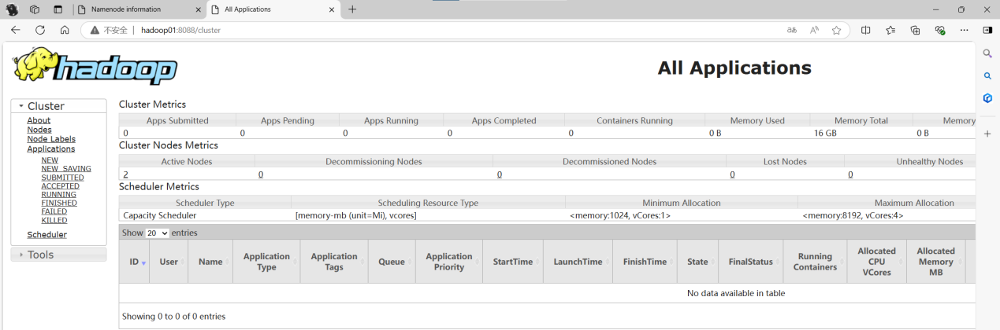 Namenode information
All Applications
不安全 | hadoop01:8088/cluster
hadoop
All Applications
Cluster
About
Nodes
Node Labels
Applications
NEW
NEW_SAVING
SUBMITTED
ACCEPTED
RUNNING
FINISHED
FAILED
KILLED
Scheduler
Tools
Cluster Metrics
Apps Submitted Apps Pending Apps Running Apps Completed Containers Running Memory Used Memory Total Memory
0 0 0 0 0 0 B 16 GB 0 B
Cluster Nodes Metrics
Active Nodes Decommissioning Nodes Decommissioned Nodes Lost Nodes Unhealthy Nodes
2 0 0 0 0
Scheduler Metrics
Scheduler Type Scheduling Resource Type Minimum Allocation Maximum Allocation
Capacity Scheduler [memory-mb (unit=Mi), vcores] <memory:1024, vCores:1> <memory:8192, vCores:4>
Show 20 entries
ID User Name Application Type Application Tags Queue Application Priority StartTime LaunchTime FinishTime State FinalStatus Running Containers Allocated CPU VCores Allocated Memory MB
No data available in table
Showing 0 to 0 of 0 entries